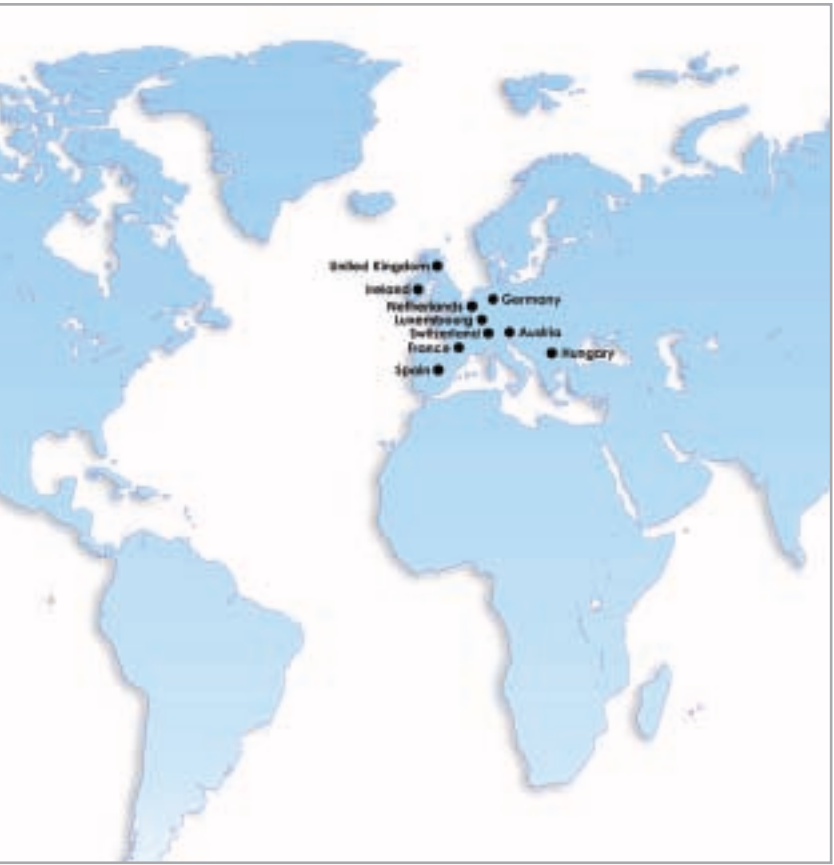 United Kingdom
Ireland
Germany
Netherlands
Luxembourg
Switzerland
Austria
France
Hungary
Spain